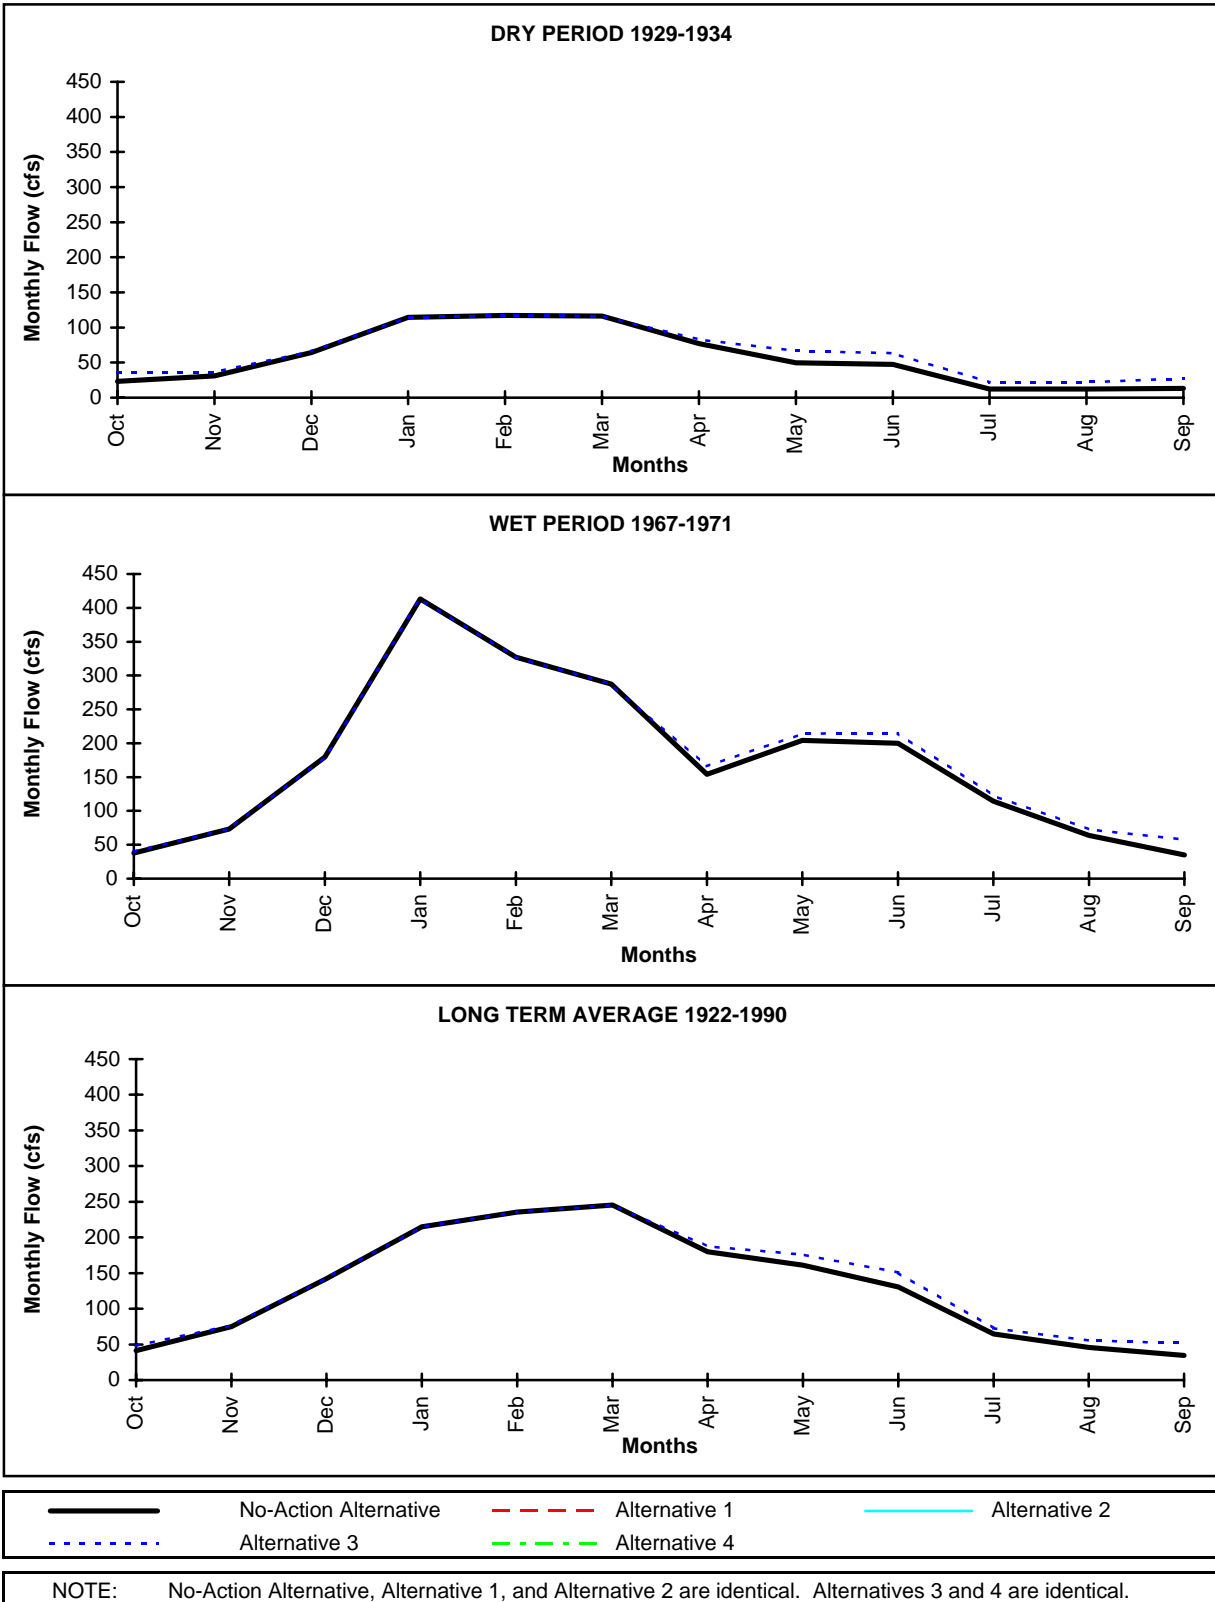 DRY PERIOD 1929-1934
450
400
350
300
250
200
150
100
50
0
Monthly Flow (cfs)
Oct
Nov
Dec
Jan
Feb
Mar
Apr
May
Jun
Jul
Aug
Sep
Months
WET PERIOD 1967-1971
450
400
350
300
250
200
150
100
50
0
Monthly Flow (cfs)
Oct
Nov
Dec
Jan
Feb
Mar
Apr
May
Jun
Jul
Aug
Sep
Months
LONG TERM AVERAGE 1922-1990
450
400
350
300
250
200
150
100
50
0
Monthly Flow (cfs)
Oct
Nov
Dec
Jan
Feb
Mar
Apr
May
Jun
Jul
Aug
Sep
Months
No-Action Alternative Alternative 1 Alternative 2
Alternative 3 Alternative 4
NOTE: No-Action Alternative, Alternative 1, and Alternative 2 are identical. Alternatives 3 and 4 are identical.